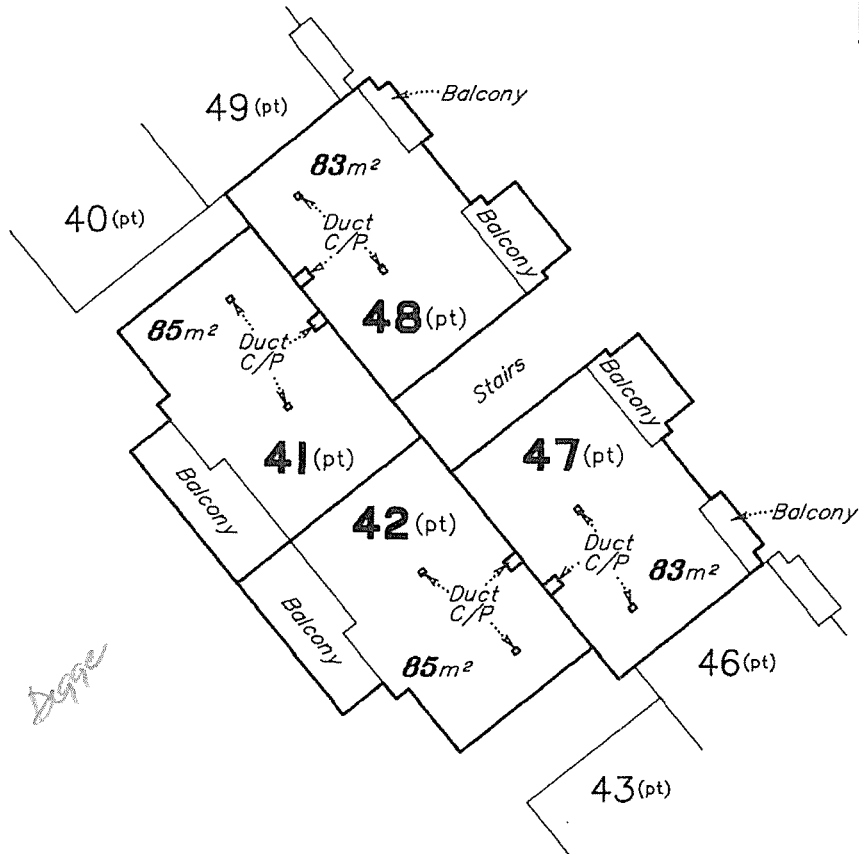 Balcony
49(pt)
83m²
40(pt)
Duct
C/P
Balcony
48(pt)
85m²
Duct
C/P
Stairs
Balcony
41(pt)
47(pt)
Balcony
42(pt)
Balcony
Duct
C/P
83m²
Duct
C/P
Balcony
85m²
46(pt)
43(pt)